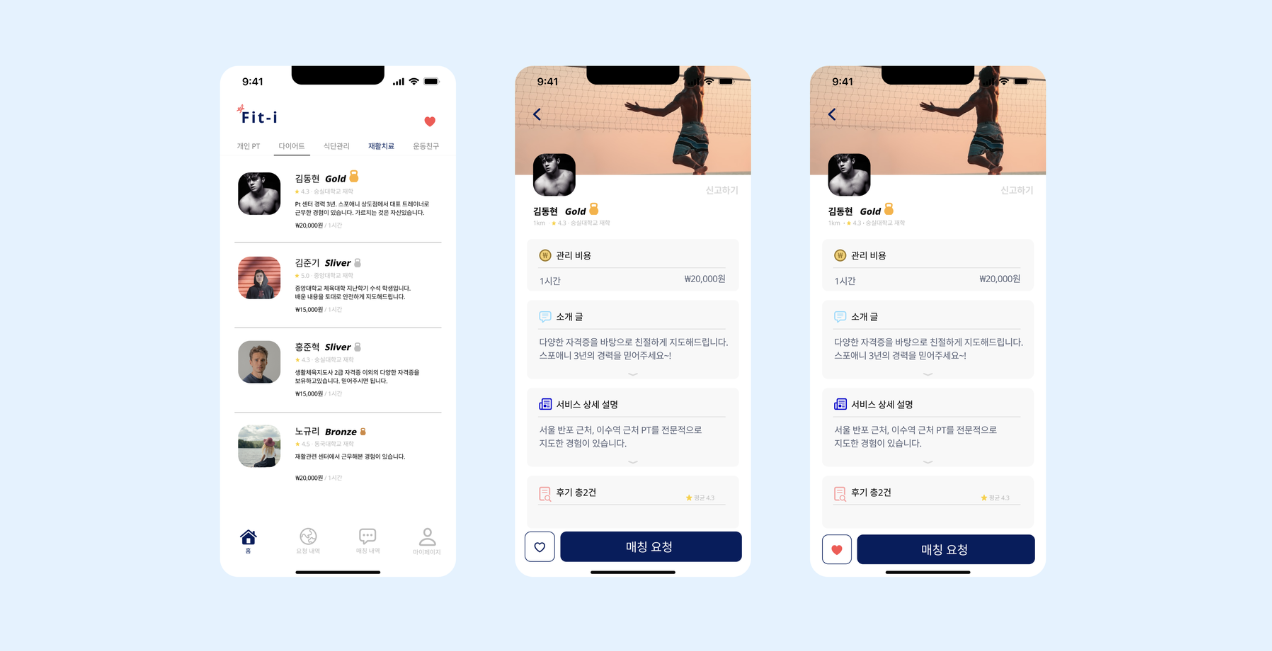 9:41
Fit-i
개인 PT 다이어트 식단관리 재활치료 운동친구
김동현 Gold
★ 4.3 · 숭실대학교 재학
Pt 센터 경력 3년. 스포애니 상도점에서 대표 트레이너로
근무한 경험이 있습니다. 가르치는 것은 자신있습니다.
₩20,000원 / 1시간
김준기 Sliver
★ 5.0 · 중앙대학교 재학
중앙대학교 체육대학 지난학기 수석 학생입니다.
배운 내용을 토대로 안전하게 지도해드립니다.
₩15,000원 / 1시간
홍준혁 Sliver
★ 4.3 · 숭실대학교 재학
생활체육지도사 2급 자격증 이외의 다양한 자격증을
보유하고있습니다. 믿어주시면 됩니다.
₩15,000원 / 1시간
노규리 Bronze
★ 4.5 · 동국대학교 재학
재활관련 센터에서 근무해본 경험이 있습니다.
₩20,000원 / 1시간
홈 요청 내역 매칭 내역 마이페이지
9:41
신고하기
김동현 Gold
1km · ★ 4.3 · 숭실대학교 재학
관리 비용
1시간 ₩20,000원
소개 글
다양한 자격증을 바탕으로 친절하게 지도해드립니다.
스포애니 3년의 경력을 믿어주세요~!
서비스 상세 설명
서울 반포 근처, 이수역 근처 PT를 전문적으로
지도한 경험이 있습니다.
후기 총2건 ★ 평균 4.3
매칭 요청
9:41
신고하기
김동현 Gold
1km · ★ 4.3 · 숭실대학교 재학
관리 비용
1시간 ₩20,000원
소개 글
다양한 자격증을 바탕으로 친절하게 지도해드립니다.
스포애니 3년의 경력을 믿어주세요~!
서비스 상세 설명
서울 반포 근처, 이수역 근처 PT를 전문적으로
지도한 경험이 있습니다.
후기 총2건 ★ 평균 4.3
매칭 요청